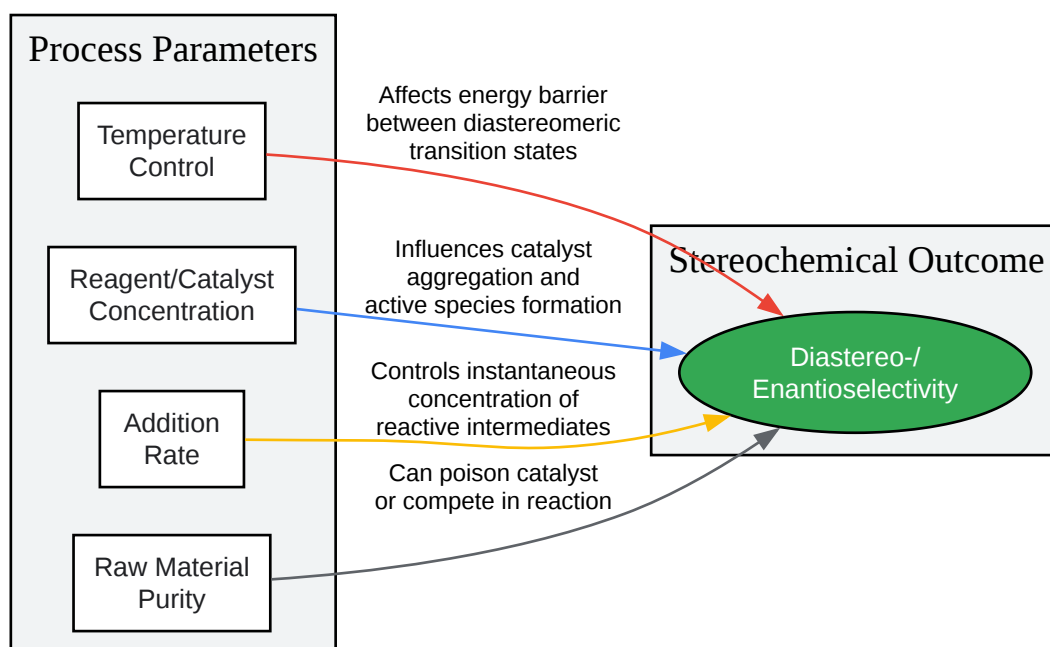 Process Parameters
Temperature
Control
Reagent/Catalyst
Concentration
Addition
Rate
Raw Material
Purity
Affects energy barrier
between diastereomeric
transition states
Influences catalyst
aggregation and
active species formation
Controls instantaneous
concentration of
reactive intermediates
Can poison catalyst
or compete in reaction
Stereochemical Outcome
Diastereo-/
Enantioselectivity